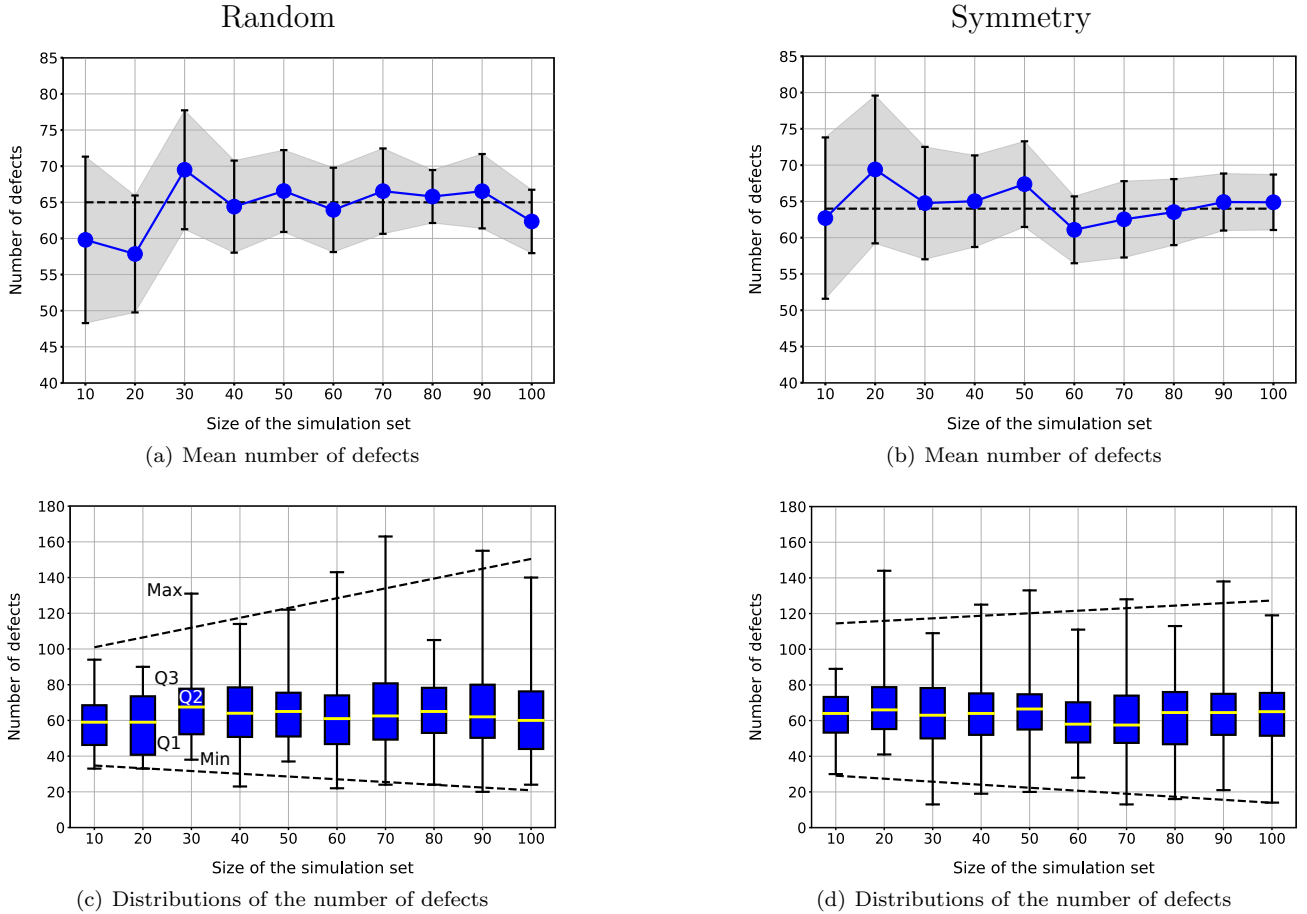 Random
Symmetry
85
80
75
70
65
60
55
50
45
40
Number of defects
10 20 30 40 50 60 70 80 90 100
Size of the simulation set
(a) Mean number of defects
85
80
75
70
65
60
55
50
45
40
Number of defects
10 20 30 40 50 60 70 80 90 100
Size of the simulation set
(b) Mean number of defects
180
160
140
120
100
80
60
40
20
0
Number of defects
Max
Q3
Q2
Q1
Min
10 20 30 40 50 60 70 80 90 100
Size of the simulation set
(c) Distributions of the number of defects
180
160
140
120
100
80
60
40
20
0
Number of defects
10 20 30 40 50 60 70 80 90 100
Size of the simulation set
(d) Distributions of the number of defects